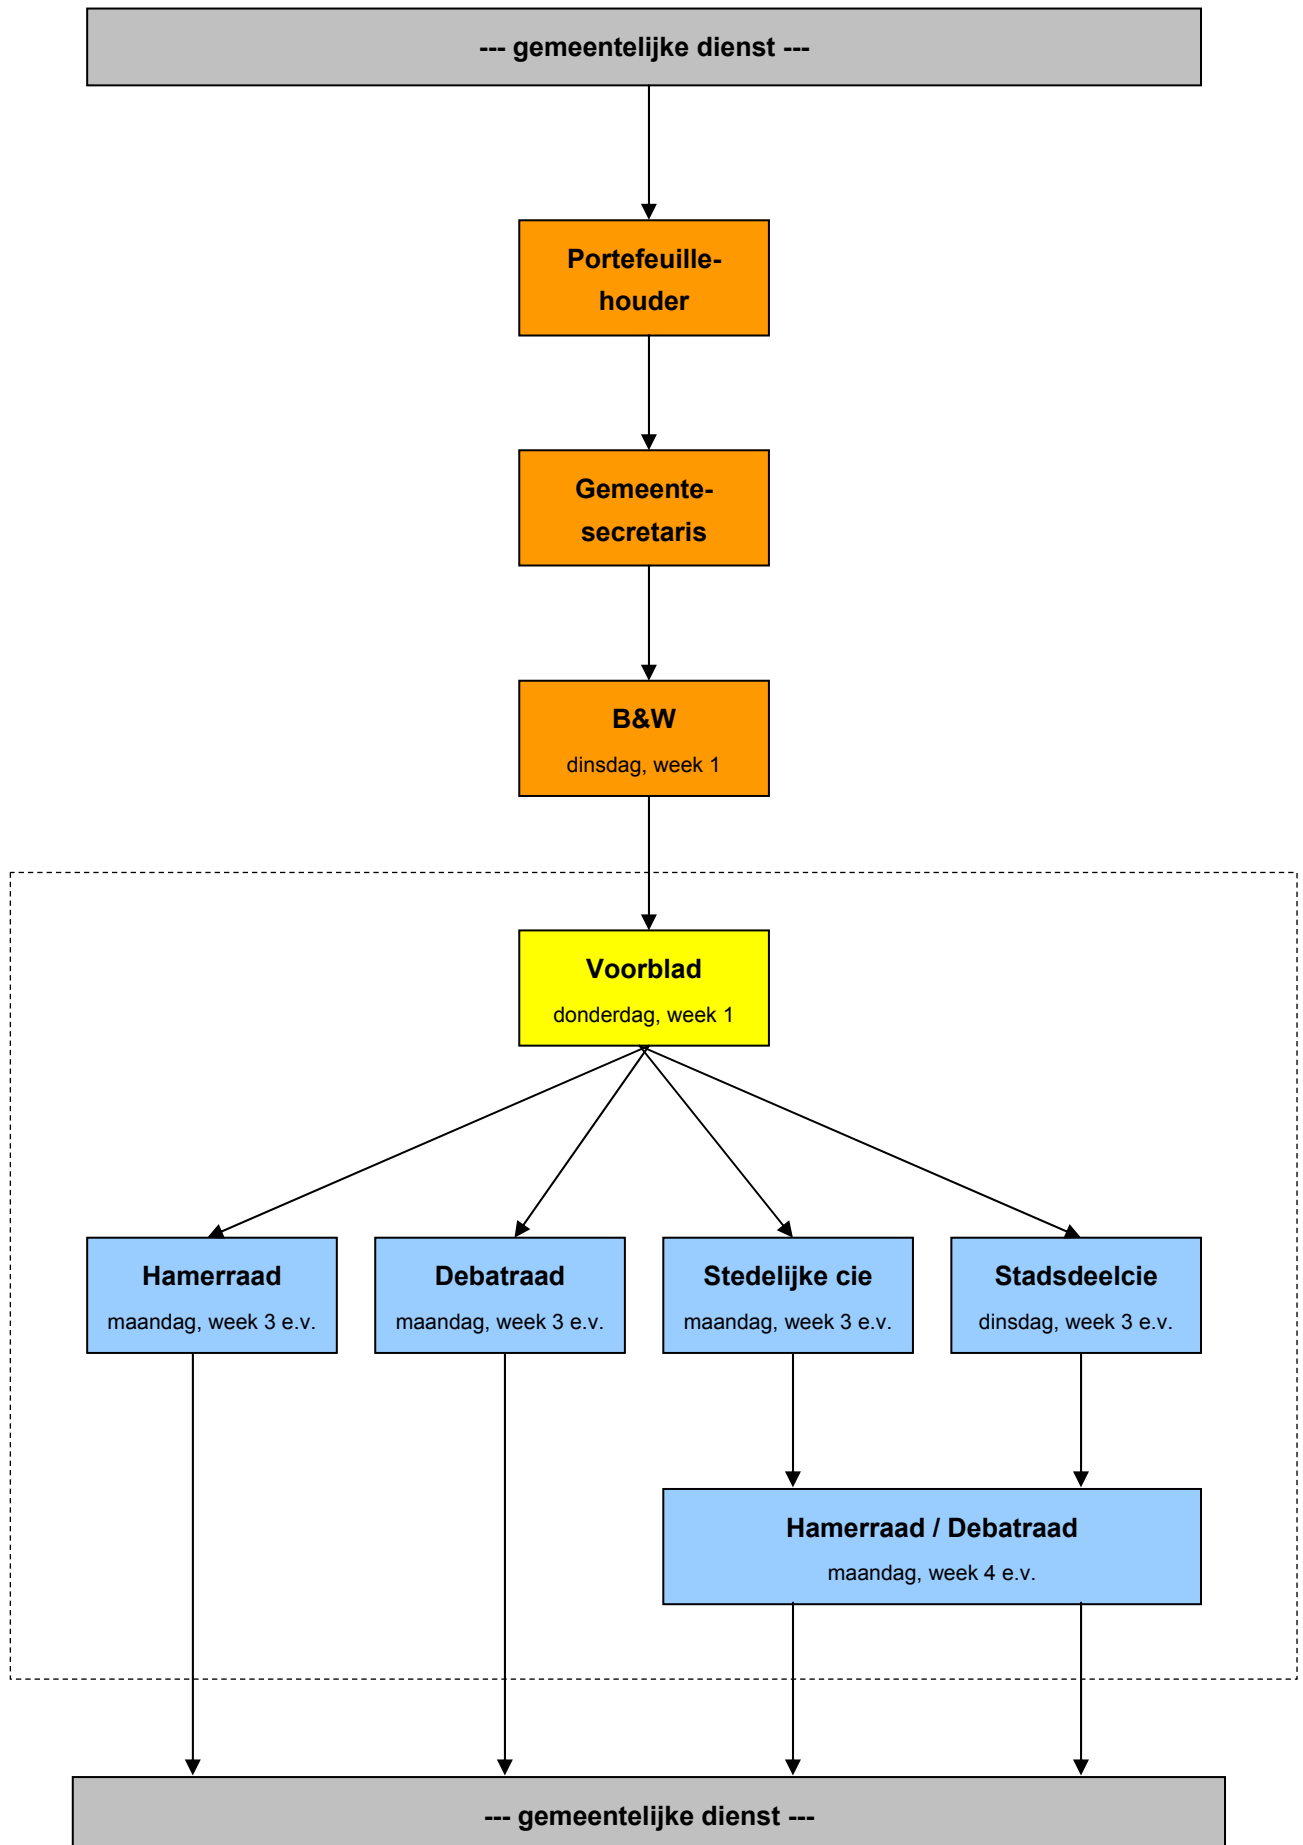 --- gemeentelijke dienst ---
Portefeuille-
houder
Gemeente-
secretaris
B&W
dinsdag, week 1
Voorblad
donderdag, week 1
Hamerraad
maandag, week 3 e.v.
Debatraad
maandag, week 3 e.v.
Stedelijke cie
maandag, week 3 e.v.
Stadsdeelcie
dinsdag, week 3 e.v.
Hamerraad / Debatraad
maandag, week 4 e.v.
--- gemeentelijke dienst ---